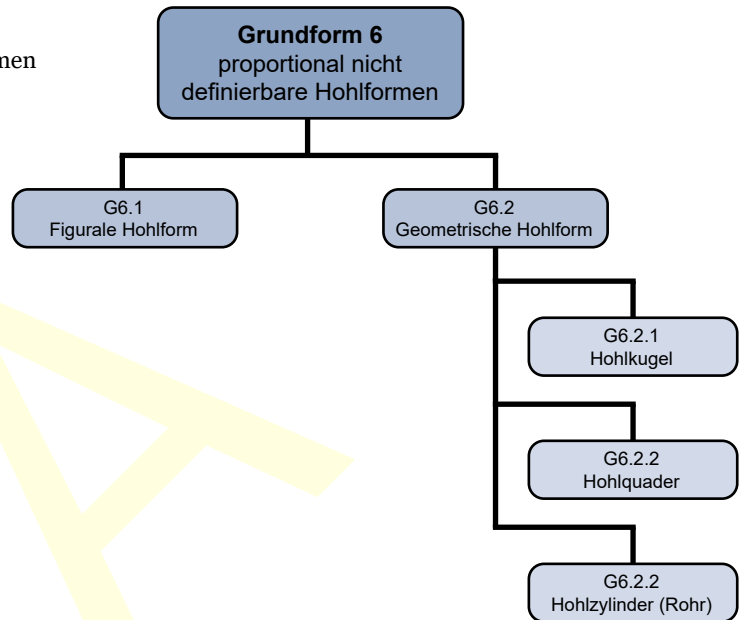 Grundform 6
proportional nicht
definierbare Hohlformen
G6.1
Figurale Hohlform
G6.2
Geometrische Hohlform
G6.2.1
Hohlkugel
G6.2.2
Hohlquader
G6.2.2
Hohlzylinder (Rohr)